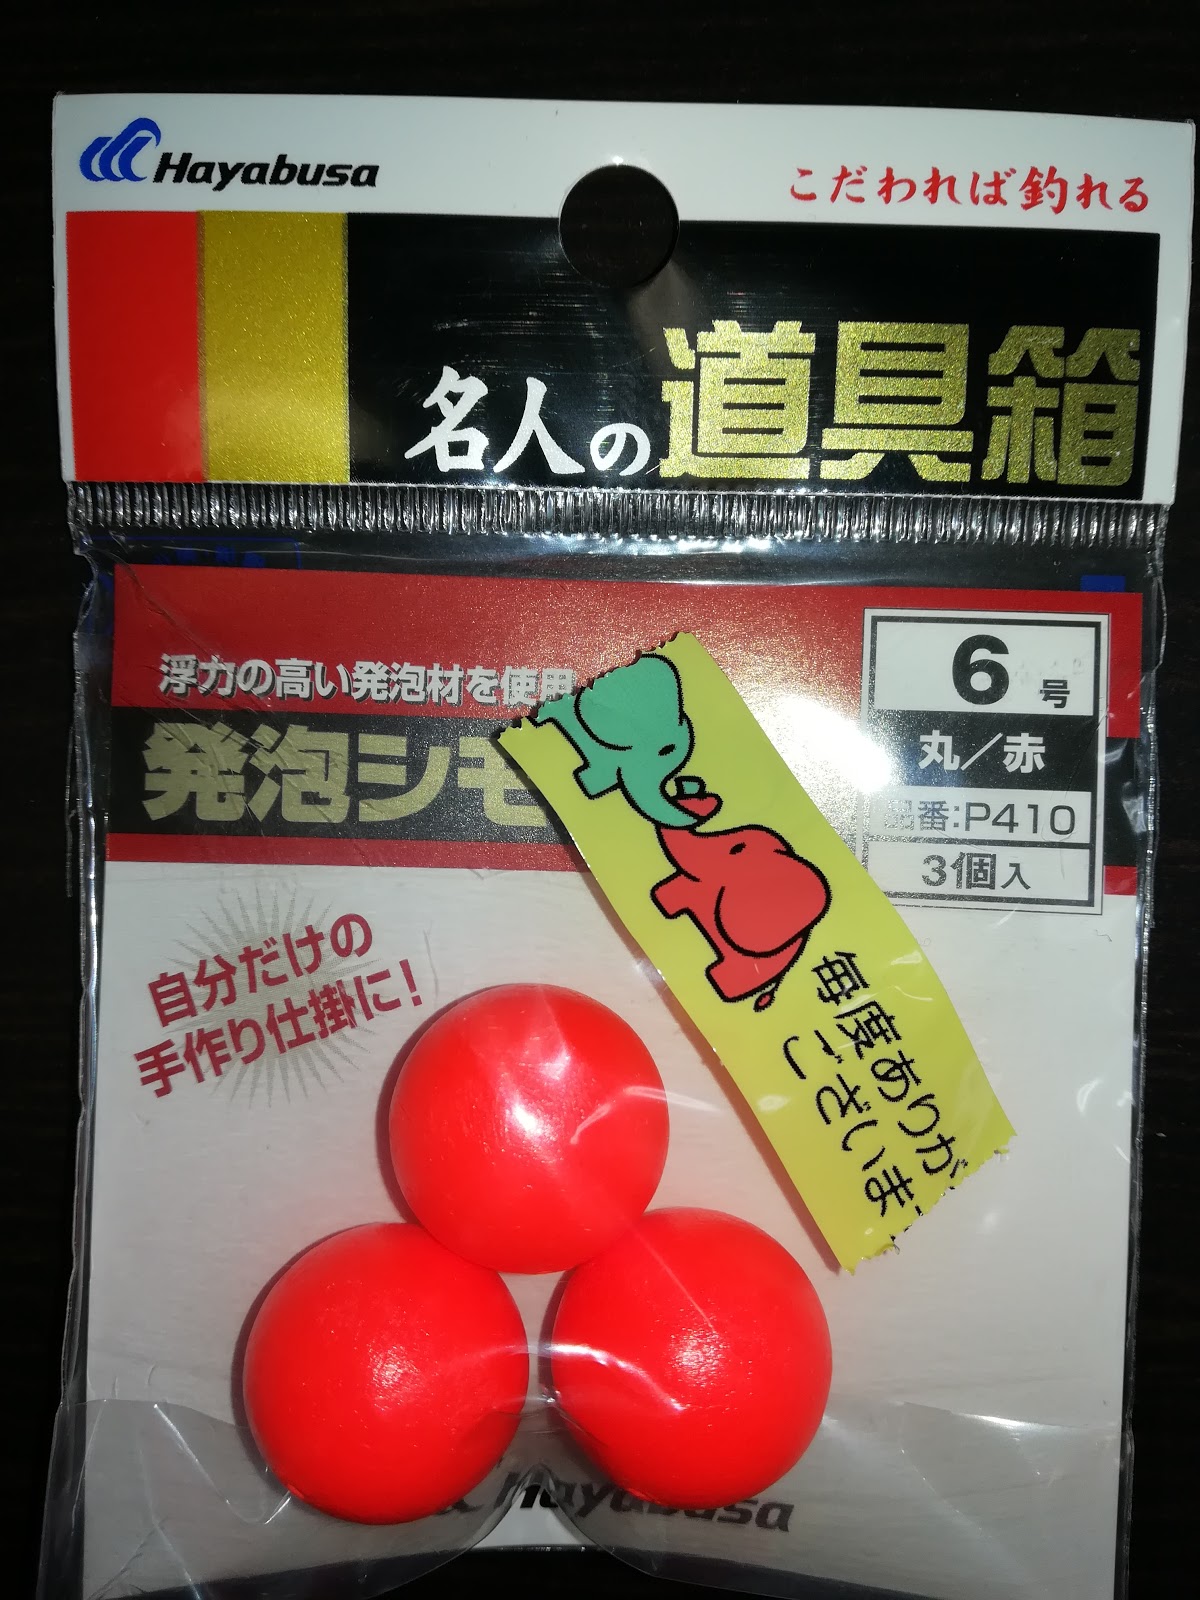 Hayabusa
こだわれば釣れる
名人の道具箱
浮力の高い発泡材を使用
発泡シモ
6号
丸/赤
品番:P410
3個入
自分だけの
手作り仕掛に!
毎度ありが
ございま
Hayabusa